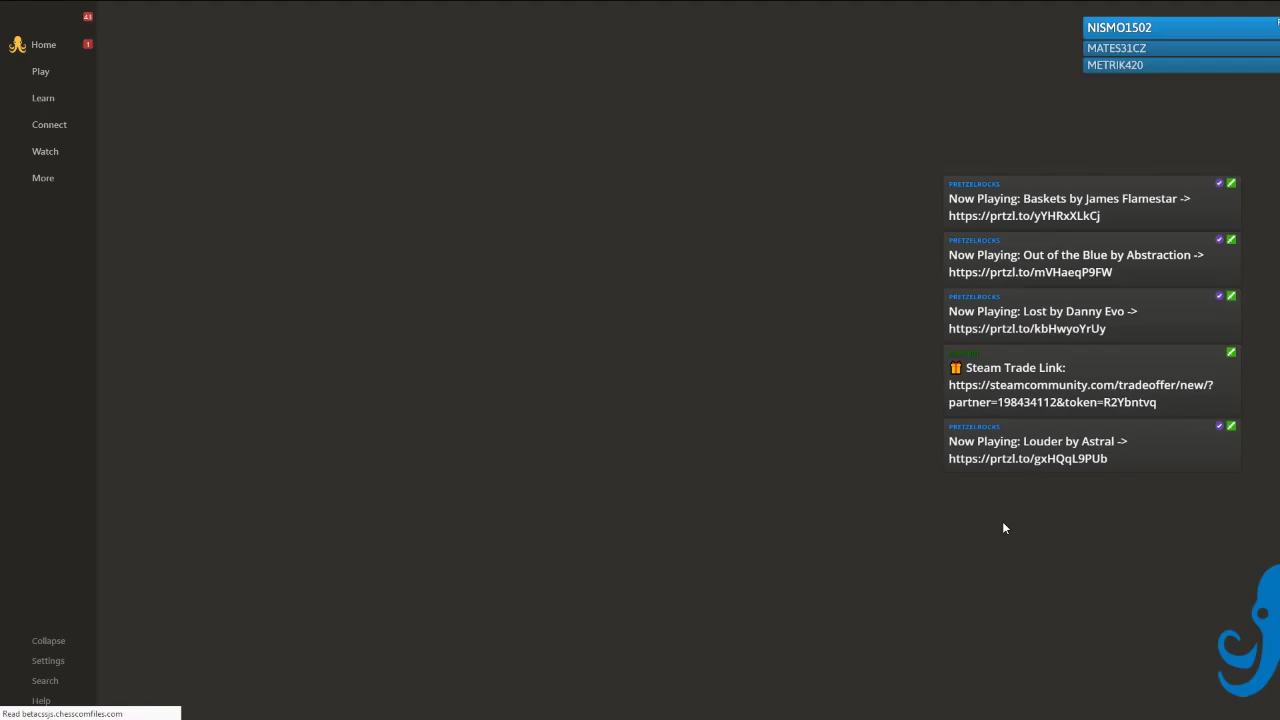 43
Home 1
Play
Learn
Connect
Watch
More
NISMO1502
MATES31CZ
METRIK420
PRETZELROCKS
Now Playing: Baskets by James Flamestar ->
https://prtzl.to/yYHRxXLkCj
PRETZELROCKS
Now Playing: Out of the Blue by Abstraction ->
https://prtzl.to/mVHaeqP9FW
PRETZELROCKS
Now Playing: Lost by Danny Evo ->
https://prtzl.to/kbHwyoYrUy
Steam Trade Link:
https://steamcommunity.com/tradeoffer/new/?
partner=198434112&token=R2Ybntvq
PRETZELROCKS
Now Playing: Louder by Astral ->
https://prtzl.to/gxHQqL9PUb
Collapse
Settings
Search
Help
Read betacssjs.chesscomfiles.com